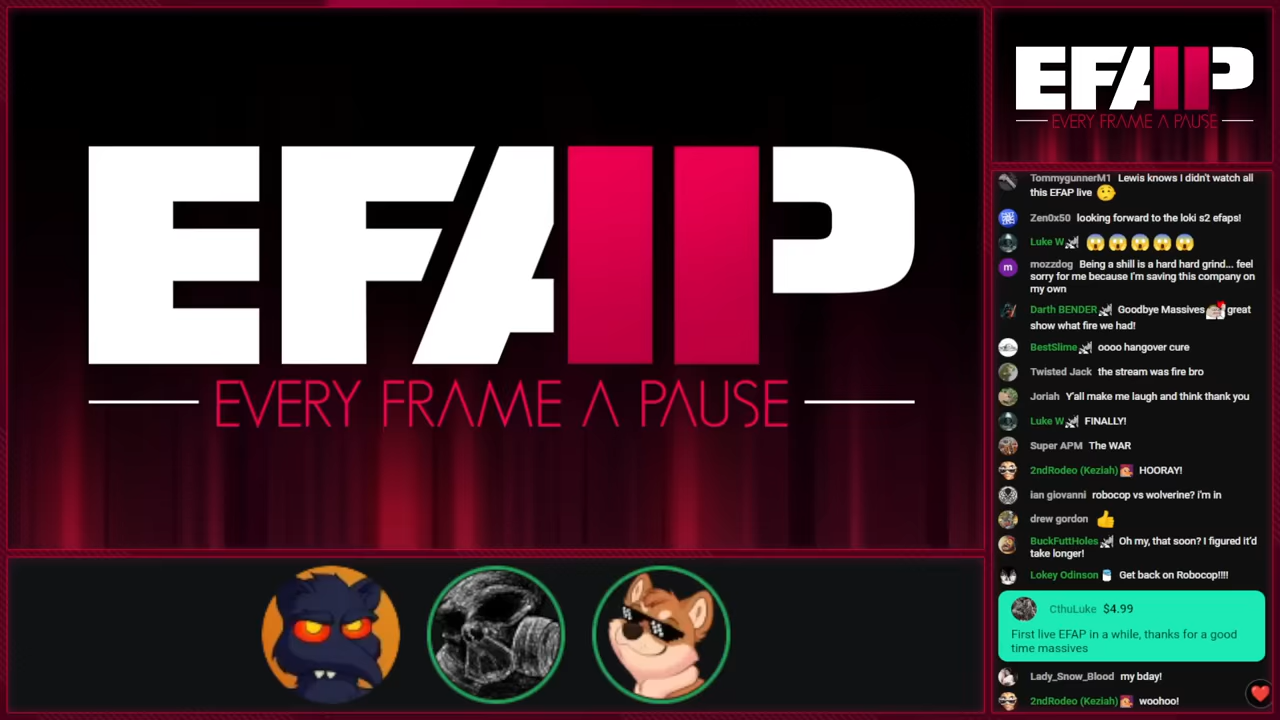 EFAP
EVERY FRAME A PAUSE
EFAP
EVERY FRAME A PAUSE
TommygunnerM1 Lewis knows I didn't watch all
this EFAP live 🤥
Zen0x50 looking forward to the loki s2 efaps!
Luke W 😱😱😱😱😱
m
mozzdog Being a shill is a hard hard grind... feel
sorry for me because I'm saving this company on
my own
Darth BENDER Goodbye Massives great
show what fire we had!
BestSlime oooo hangover cure
Twisted Jack the stream was fire bro
Joriah Y'all make me laugh and think thank you
Luke W FINALLY!
Super APM The WAR
2ndRodeo (Keziah) HOORAY!
ian giovanni robocop vs wolverine? i'm in
drew gordon 👍
BuckFuttHoles Oh my, that soon? I figured it'd
take longer!
Lokey Odinson Get back on Robocop!!!!
CthuLuke $4.99
First live EFAP in a while, thanks for a good
time massives
Lady_Snow_Blood my bday!
2ndRodeo (Keziah) woohoo!